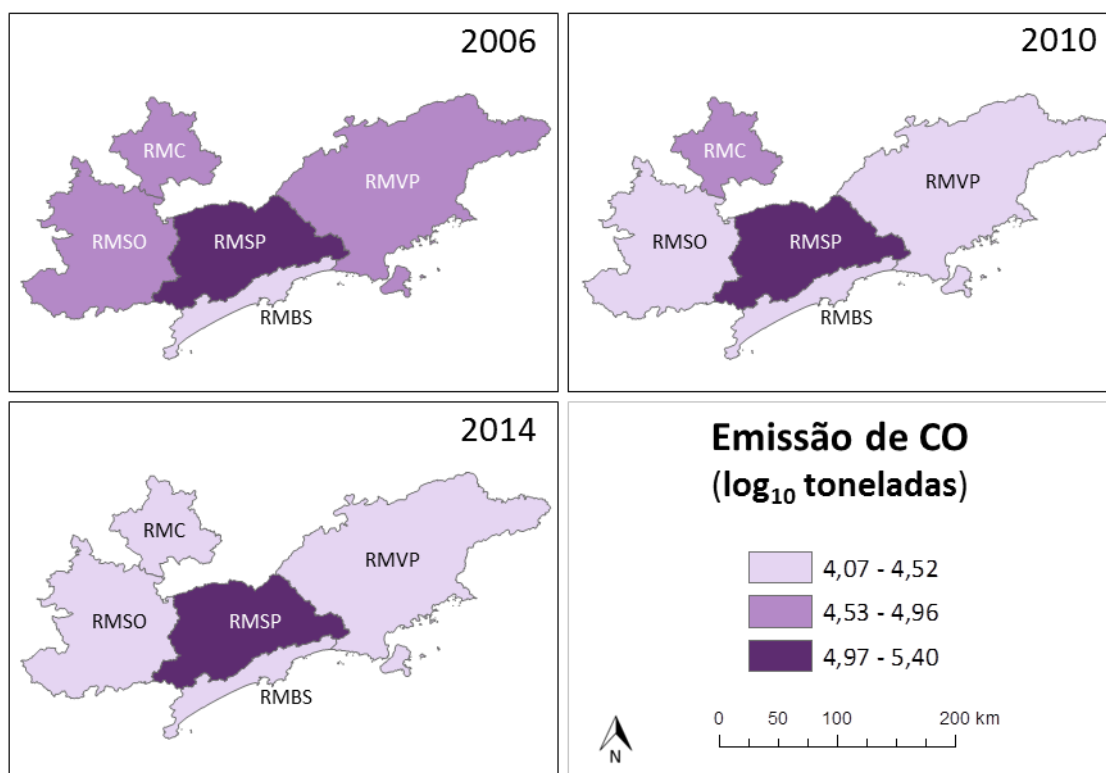 2006
RMC
RMVP
RMSO
RMSP
RMBS
2010
RMC
RMVP
RMSO
RMSP
RMBS
2014
RMC
RMVP
RMSO
RMSP
RMBS
Emissão de CO
(log₁₀ toneladas)
4,07 - 4,52
4,53 - 4,96
4,97 - 5,40
0 50 100 200 km
N